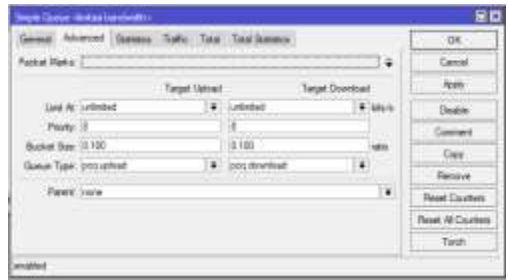 Simple Queue <limitasi bandwidth>
General Advanced Statistics Traffic Total Total Statistics
Packet Marks:
Target Upload Target Download
Limit At: unlimited unlimited bits/s
Priority: 8 8
Bucket Size: 0.100 0.100 ratio
Queue Type: pcq upload pcq download
Parent: none
OK
Cancel
Apply
Disable
Comment
Copy
Remove
Reset Counters
Reset All Counters
Torch
enabled